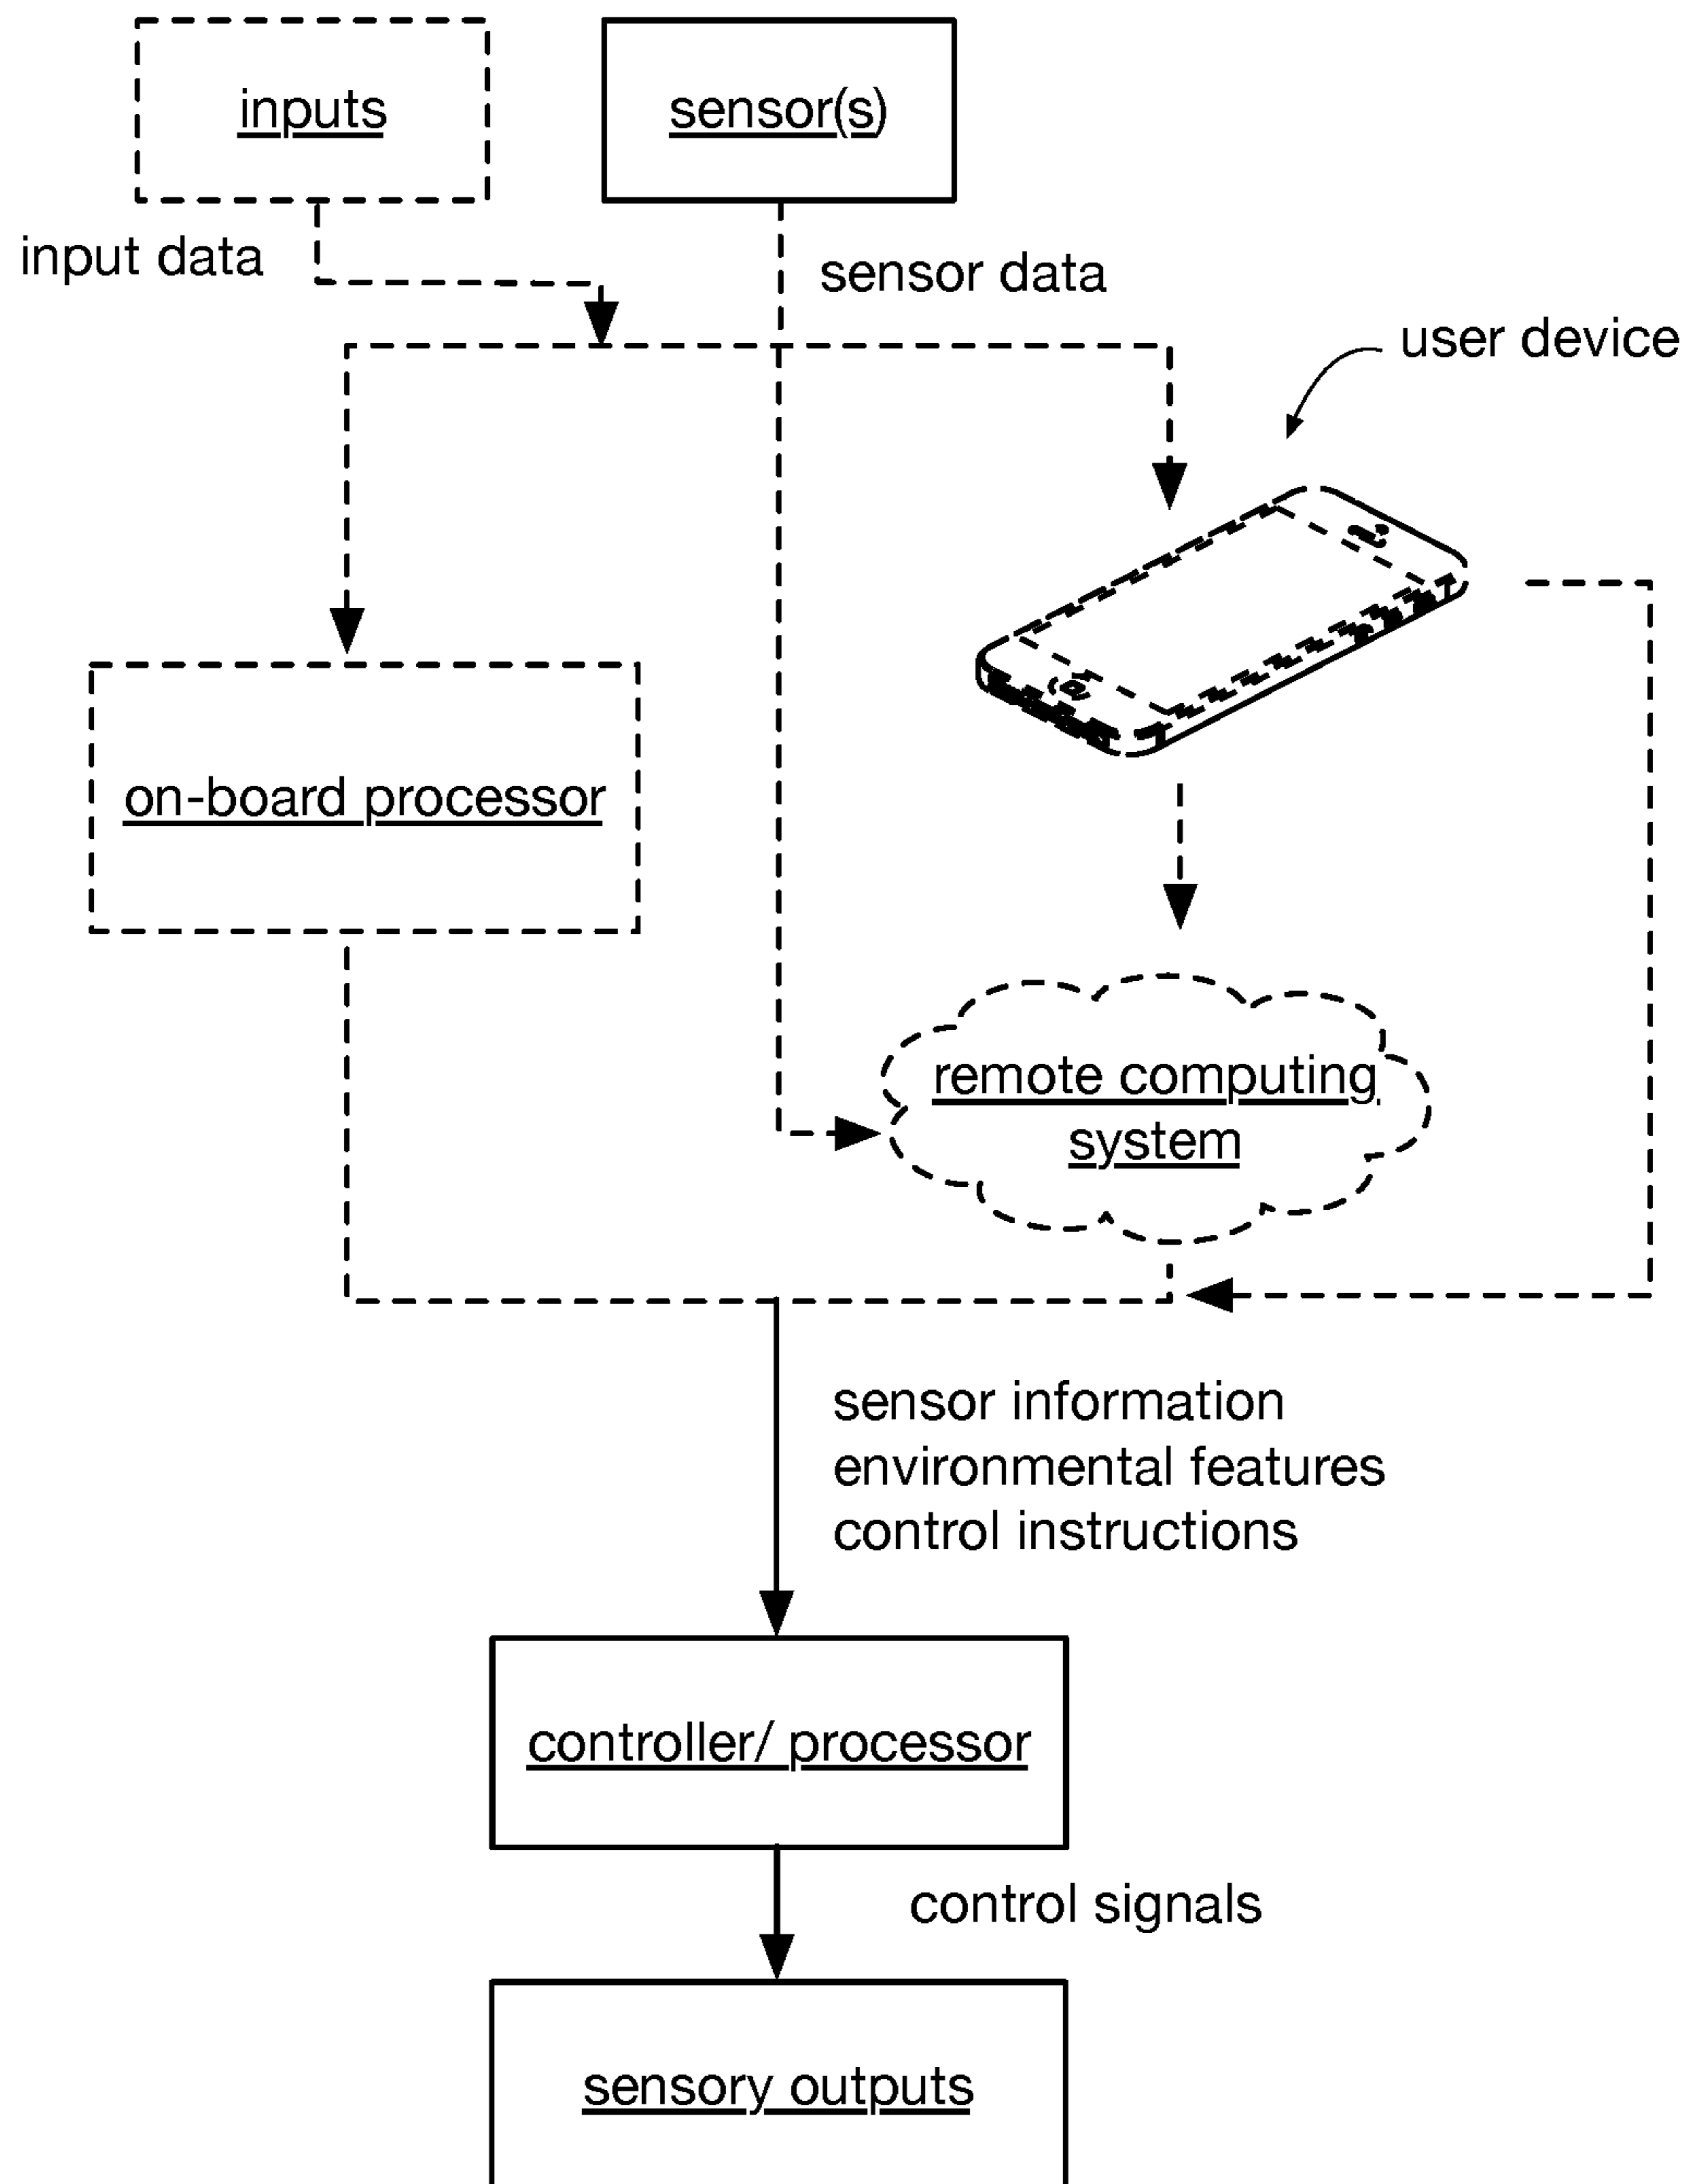 inputs
sensor(s)
input data
sensor data
user device
on-board processor
remote computing
system
sensor information
environmental features
control instructions
controller/ processor
control signals
sensory outputs